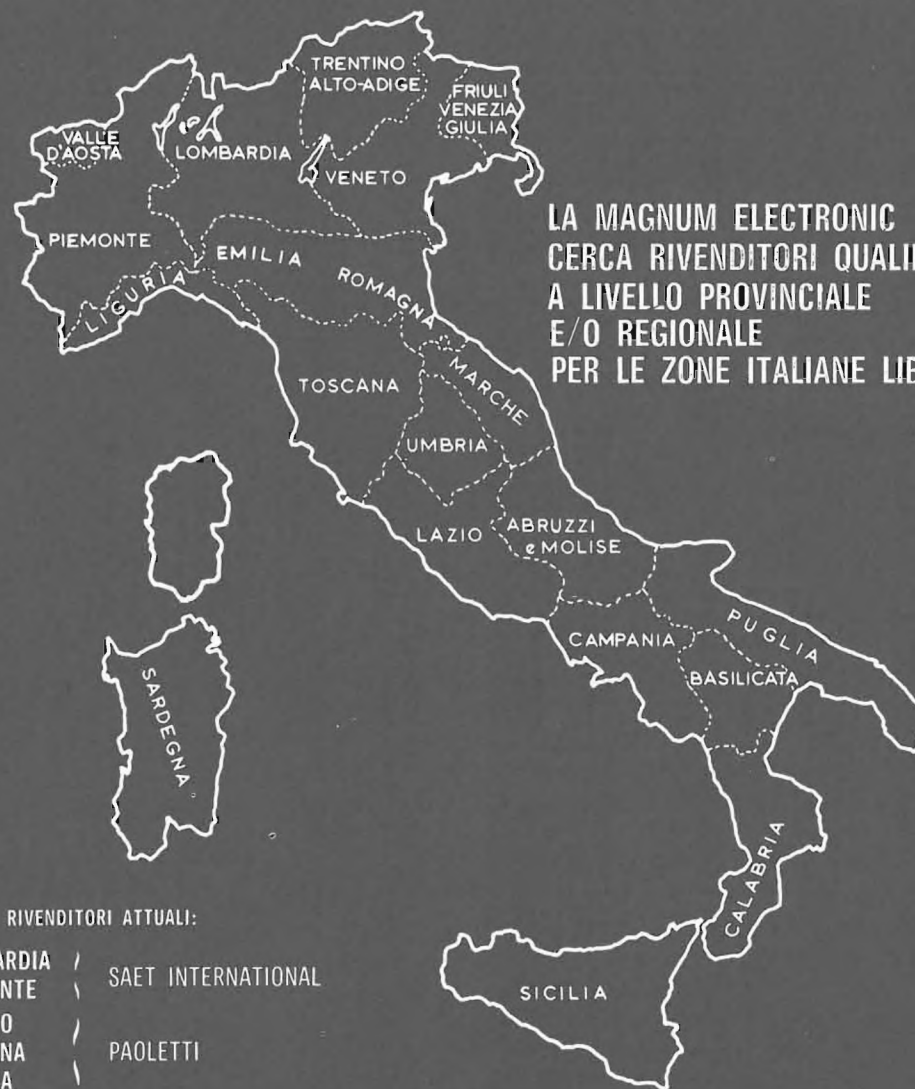 TRENTINO
ALTO-ADIGE
FRIULI
VENEZIA
GIULIA
VALLE
D'AOSTA
LOMBARDIA
VENETO
PIEMONTE
EMILIA ROMAGNA
LIGURIA
LA MAGNUM ELECTRONIC
CERCA RIVENDITORI QUALIF
A LIVELLO PROVINCIALE
E/O REGIONALE
PER LE ZONE ITALIANE LIB
TOSCANA
MARCHE
UMBRIA
LAZIO
ABRUZZI
e MOLISE
PUGLIA
CAMPANIA
BASILICATA
SARDEGNA
CALABRIA
SICILIA
RIVENDITORI ATTUALI:
ARDIA
NTE
SAET INTERNATIONAL
O
NA
A
PAOLETTI